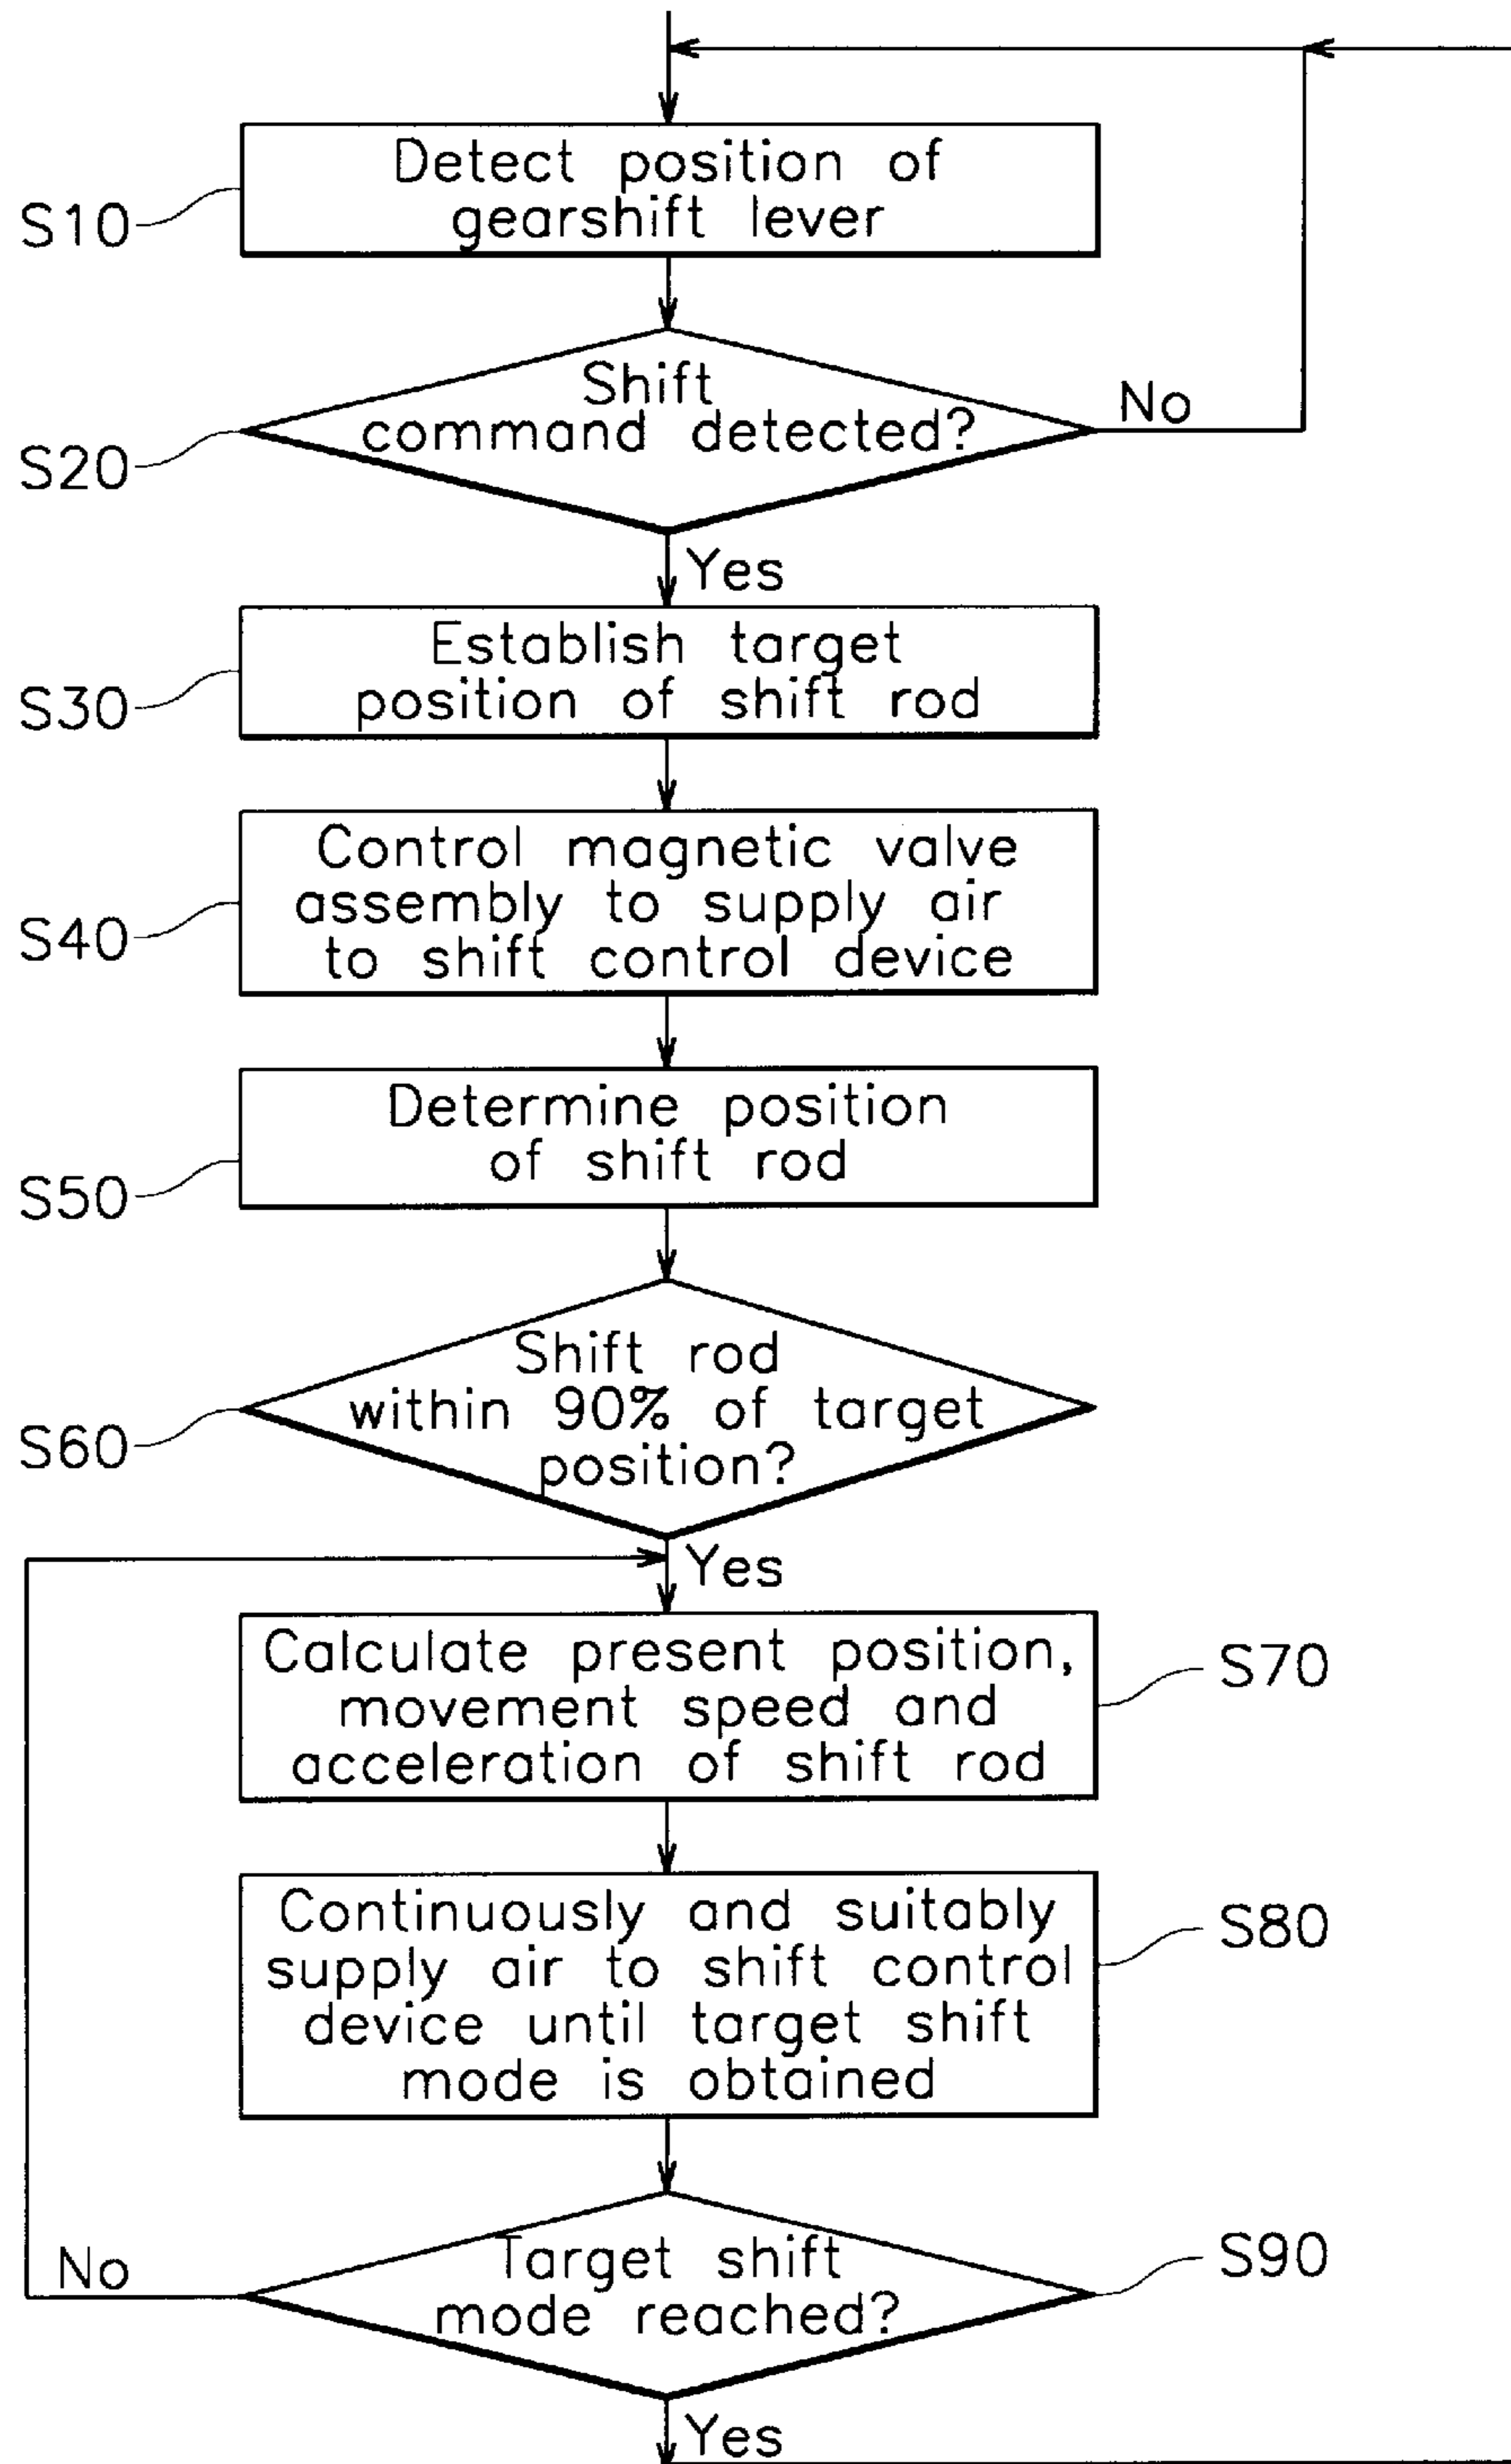 Detect position of
gearshift lever
S10
Shift
command detected?
No
S20
Yes
Establish target
position of shift rod
S30
Control magnetic valve
assembly to supply air
to shift control device
S40
Determine position
of shift rod
S50
Shift rod
within 90% of target
position?
S60
Yes
Calculate present position,
movement speed and
acceleration of shift rod
S70
Continuously and suitably
supply air to shift control
device until target shift
mode is obtained
S80
Target shift
mode reached?
S90
No
Yes